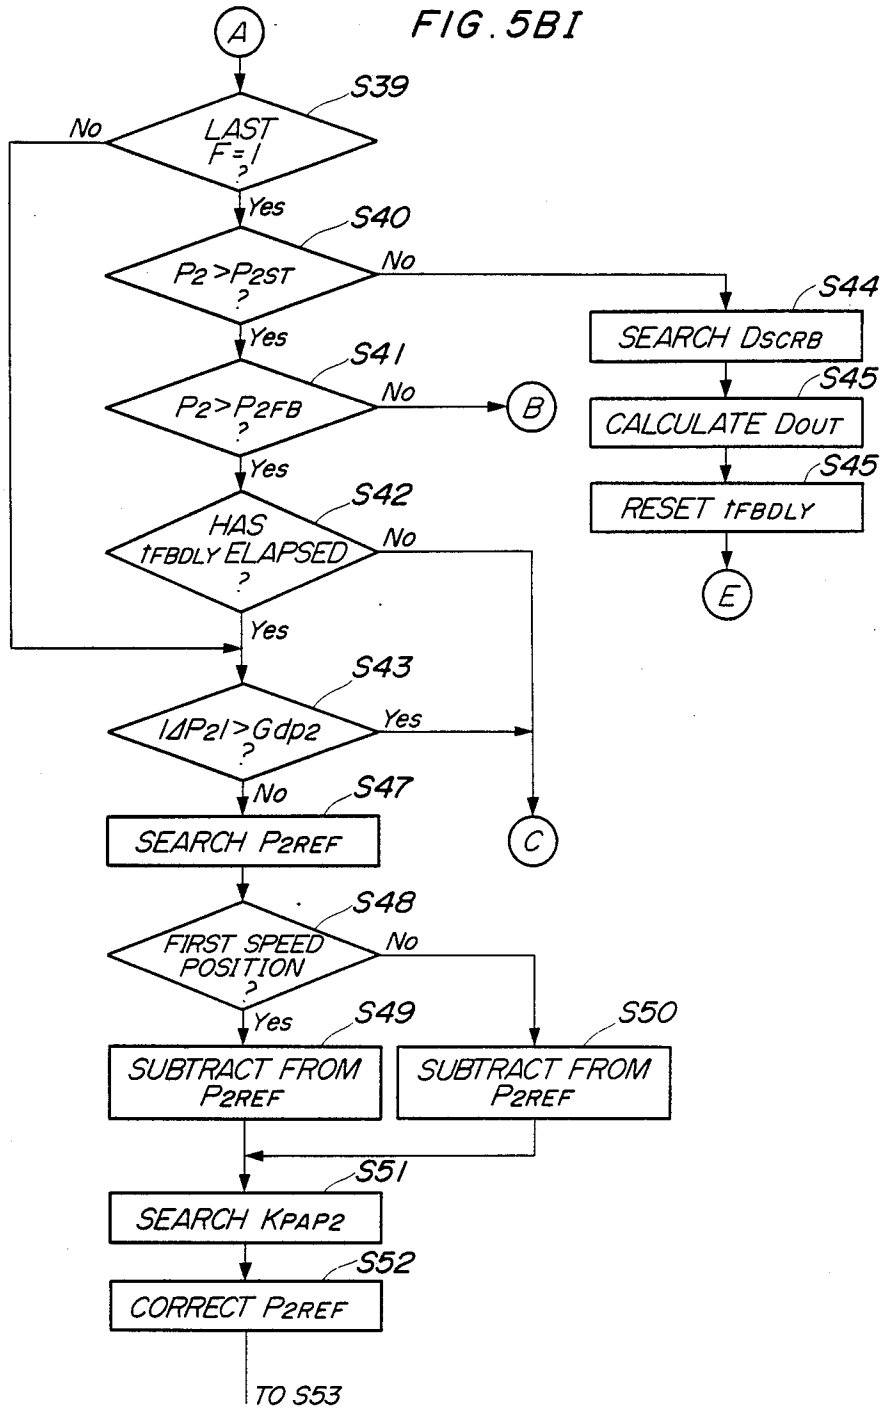 FIG. 5BI
A
S39
No
LAST
F=1
?
Yes
S40
P2>P2ST
?
No
Yes
S44
SEARCH DSCRB
S41
P2>P2FB
?
No
B
S45
CALCULATE DOUT
Yes
S42
HAS
tFBDLY ELAPSED
?
No
S45
RESET tFBDLY
E
Yes
S43
|ΔP2|>Gdp2
?
Yes
No
S47
SEARCH P2REF
C
S48
FIRST SPEED
POSITION
?
No
Yes
S49
SUBTRACT FROM
P2REF
S50
SUBTRACT FROM
P2REF
S51
SEARCH KPAP2
S52
CORRECT P2REF
TO S53